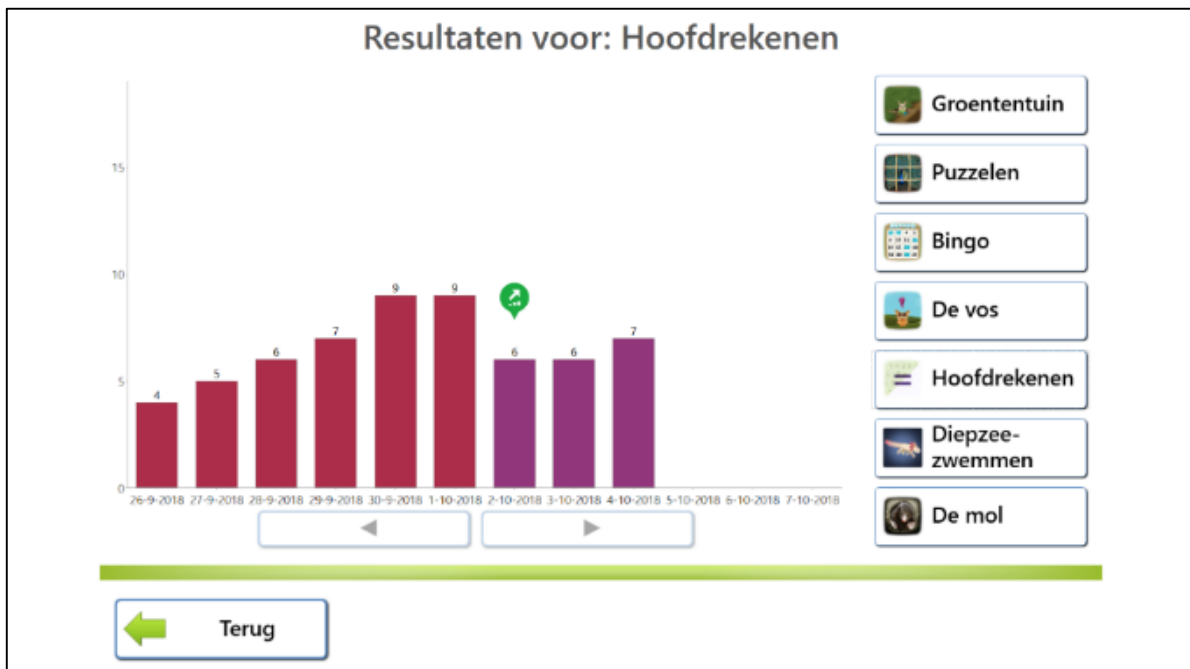 Resultaten voor: Hoofdrekenen
15
10
5
0
4
5
6
7
9
9
6
6
7
26-9-2018 27-9-2018 28-9-2018 29-9-2018 30-9-2018 1-10-2018 2-10-2018 3-10-2018 4-10-2018 5-10-2018 6-10-2018 7-10-2018
Groententuin
Puzzelen
Bingo
De vos
Hoofdrekenen
Diepzee-
zwemmen
De mol
Terug